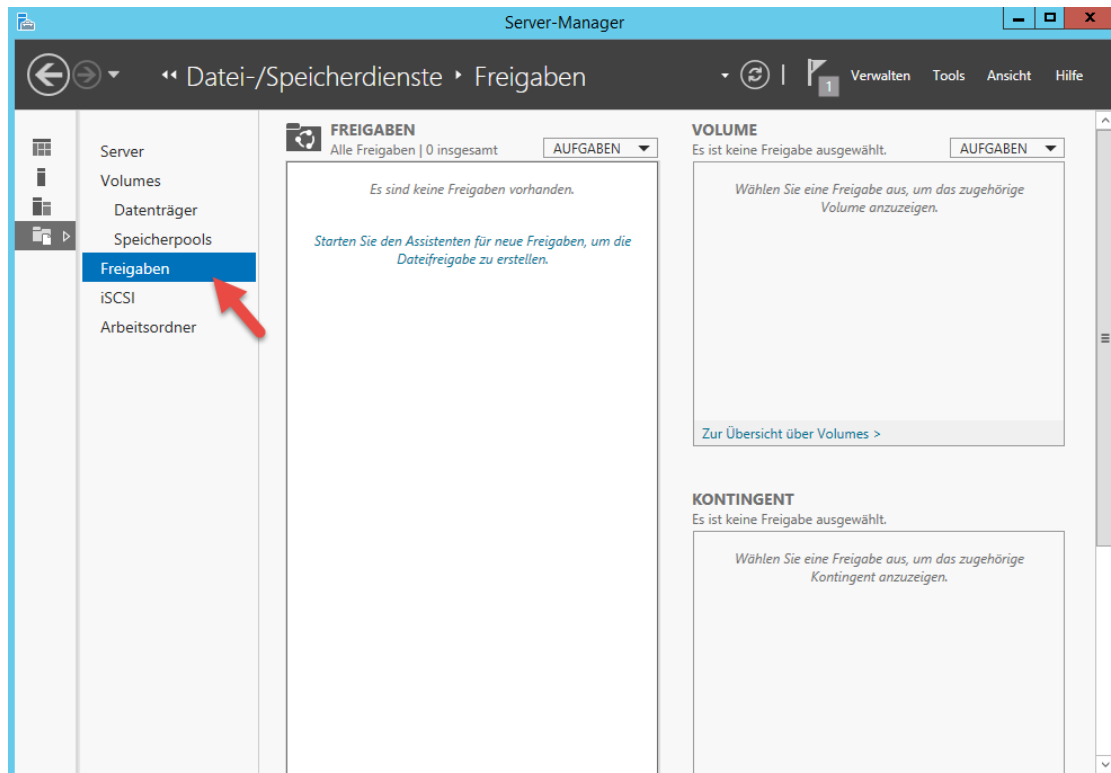 Server-Manager
Datei-/Speicherdienste ‣ Freigaben
1
Verwalten Tools Ansicht Hilfe
Server
Volumes
Datenträger
Speicherpools
Freigaben
iSCSI
Arbeitsordner
FREIGABEN
Alle Freigaben | 0 insgesamt
AUFGABEN
Es sind keine Freigaben vorhanden.
Starten Sie den Assistenten für neue Freigaben, um die
Dateifreigabe zu erstellen.
VOLUME
Es ist keine Freigabe ausgewählt.
AUFGABEN
Wählen Sie eine Freigabe aus, um das zugehörige
Volume anzuzeigen.
Zur Übersicht über Volumes >
KONTINGENT
Es ist keine Freigabe ausgewählt.
Wählen Sie eine Freigabe aus, um das zugehörige
Kontingent anzuzeigen.